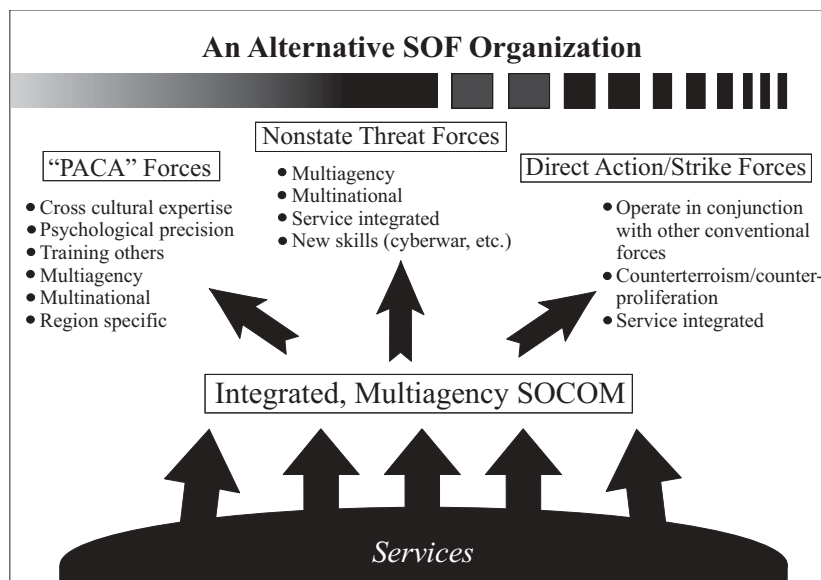 An Alternative SOF Organization
“PACA” Forces
• Cross cultural expertise
• Psychological precision
• Training others
• Multiagency
• Multinational
• Region specific
Nonstate Threat Forces
• Multiagency
• Multinational
• Service integrated
• New skills (cyberwar, etc.)
Direct Action/Strike Forces
• Operate in conjunction
with other conventional
forces
• Counterterroism/counter-
proliferation
• Service integrated
Integrated, Multiagency SOCOM
Services